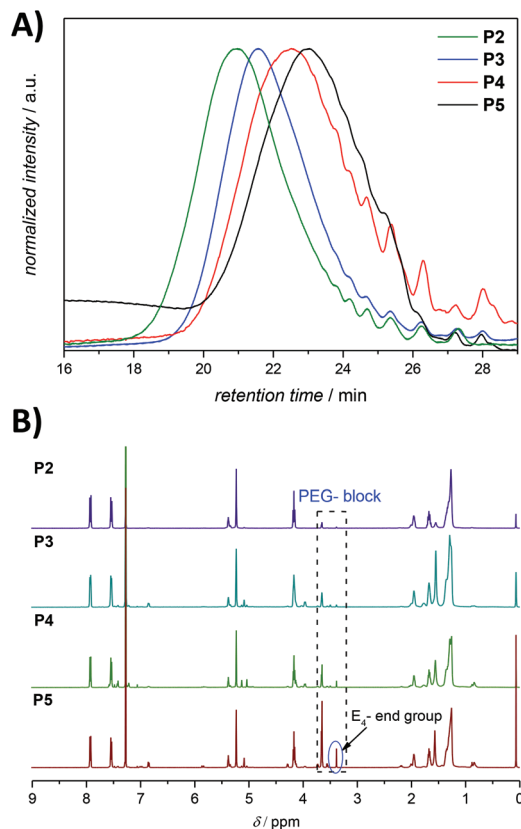 A)
normalized intensity / a.u.
P2
P3
P4
P5
16 18 20 22 24 26 28
retention time / min
B)
P2
PEG- block
P3
P4
P5
E4- end group
9 8 7 6 5 4 3 2 1 0
δ / ppm